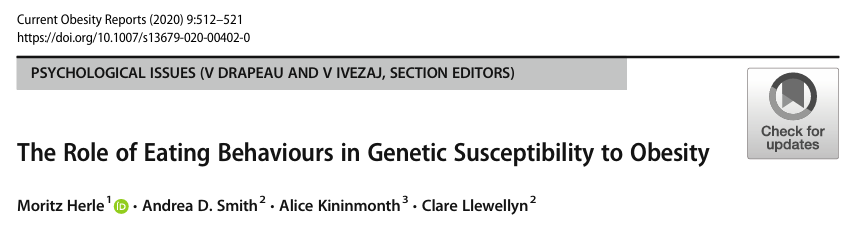 Current Obesity Reports (2020) 9:512–521
https://doi.org/10.1007/s13679-020-00402-0
PSYCHOLOGICAL ISSUES (V DRAPEAU AND V IVEZAJ, SECTION EDITORS)
Check for
updates
The Role of Eating Behaviours in Genetic Susceptibility to Obesity
Moritz Herle 1 iD · Andrea D. Smith 2 · Alice Kininmonth 3 · Clare Llewellyn 2